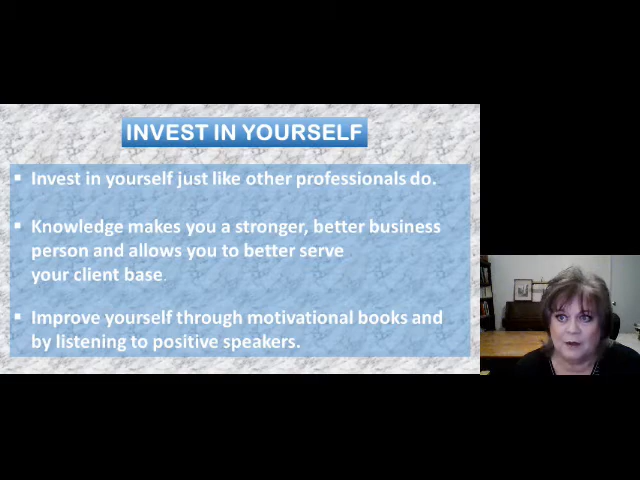 INVEST IN YOURSELF
▪ Invest in yourself just like other professionals do.
▪ Knowledge makes you a stronger, better business
person and allows you to better serve
your client base.
▪ Improve yourself through motivational books and
by listening to positive speakers.